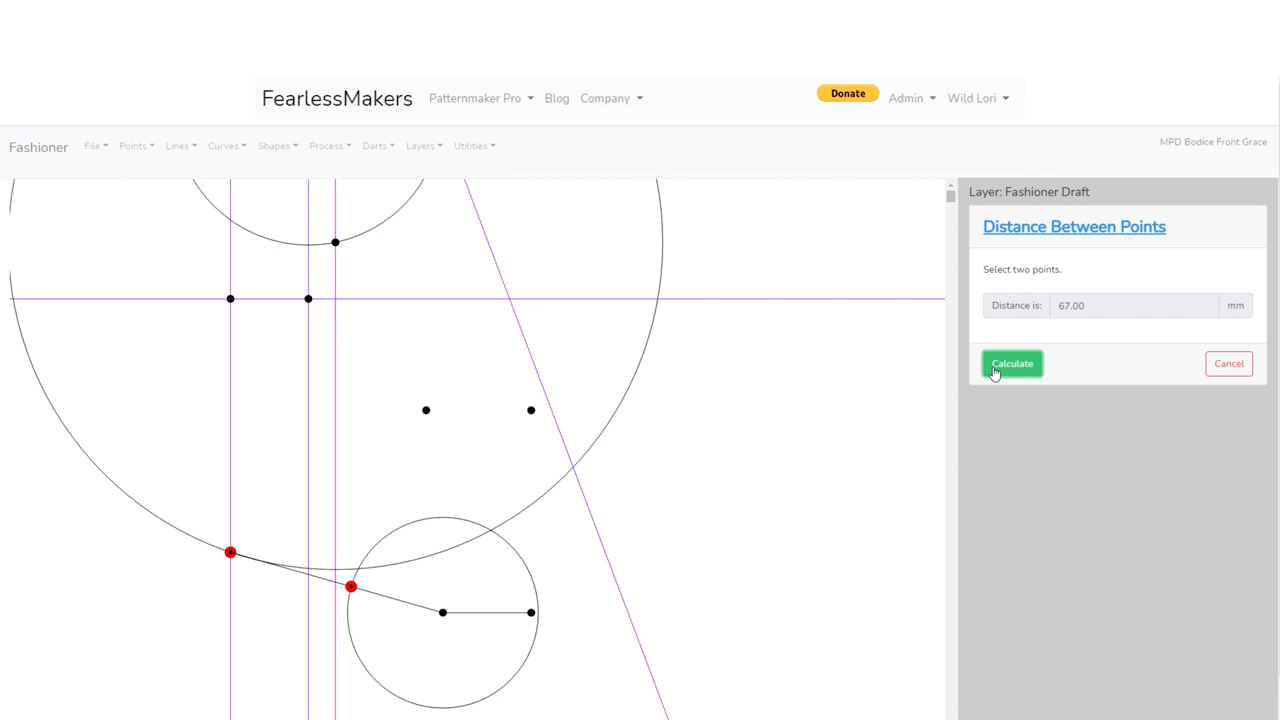 FearlessMakers Patternmaker Pro Blog Company Donate Admin Wild Lori
Fashioner File Points Lines Curves Shapes Process Darts Layers Utilities MPD Bodice Front Grace
Layer: Fashioner Draft
Distance Between Points
Select two points.
Distance is: 67.00 mm
Calculate Cancel